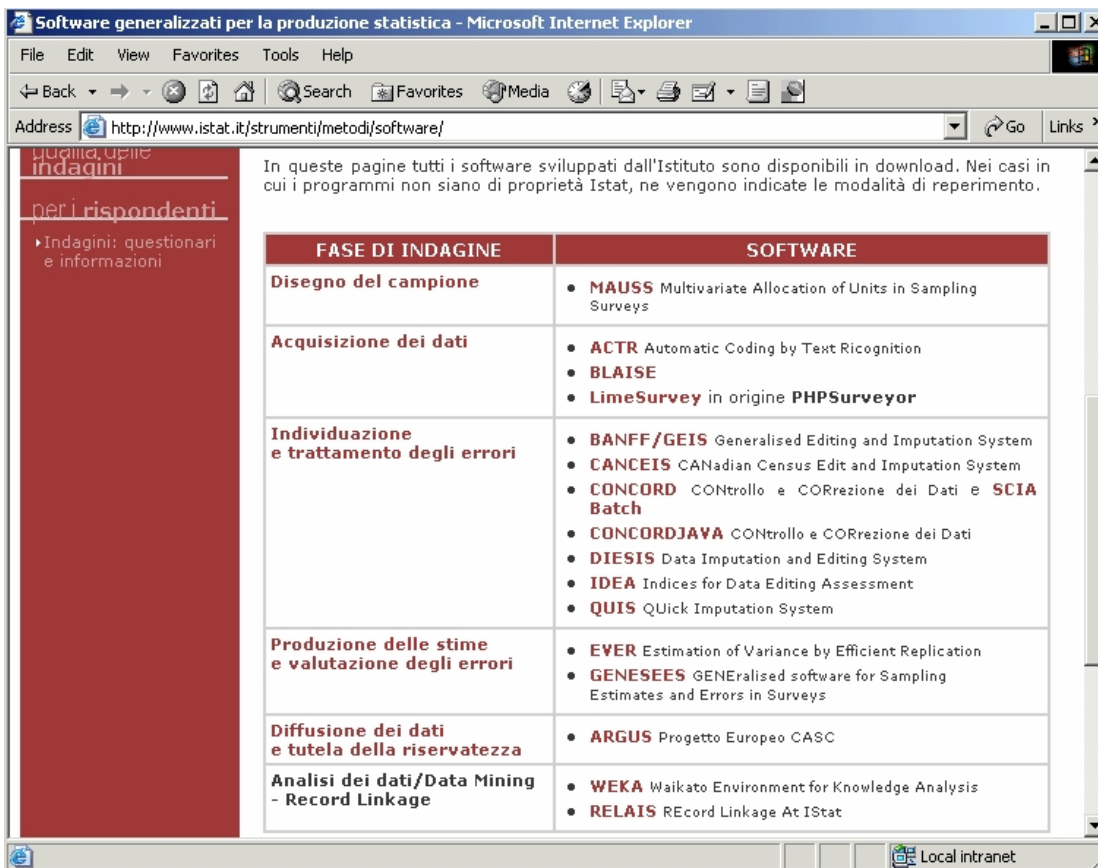 Software generalizzati per la produzione statistica - Microsoft Internet Explorer
File Edit View Favorites Tools Help
Back Search Favorites Media
Address http://www.istat.it/strumenti/metodi/software/ Go Links
qualità delle
indagini
per i rispondenti
Indagini: questionari
e informazioni
In queste pagine tutti i software sviluppati dall'Istituto sono disponibili in download. Nei casi in
cui i programmi non siano di proprietà Istat, ne vengono indicate le modalità di reperimento.
FASE DI INDAGINE SOFTWARE
Disegno del campione
• MAUSS Multivariate Allocation of Units in Sampling
Surveys
Acquisizione dei dati
• ACTR Automatic Coding by Text Ricognition
• BLAISE
• LimeSurvey in origine PHPSurveyor
Individuazione
e trattamento degli errori
• BANFF/GEIS Generalised Editing and Imputation System
• CANCEIS CANadian Census Edit and Imputation System
• CONCORD CONtrollo e CORrezione dei Dati e SCIA
Batch
• CONCORDJAVA CONtrollo e CORrezione dei Dati
• DIESIS Data Imputation and Editing System
• IDEA Indices for Data Editing Assessment
• QUIS QUick Imputation System
Produzione delle stime
e valutazione degli errori
• EVER Estimation of Variance by Efficient Replication
• GENESEES GENEralised software for Sampling
Estimates and Errors in Surveys
Diffusione dei dati
e tutela della riservatezza
• ARGUS Progetto Europeo CASC
Analisi dei dati/Data Mining
- Record Linkage
• WEKA Waikato Environment for Knowledge Analysis
• RELAIS REcord Linkage At IStat
Local intranet